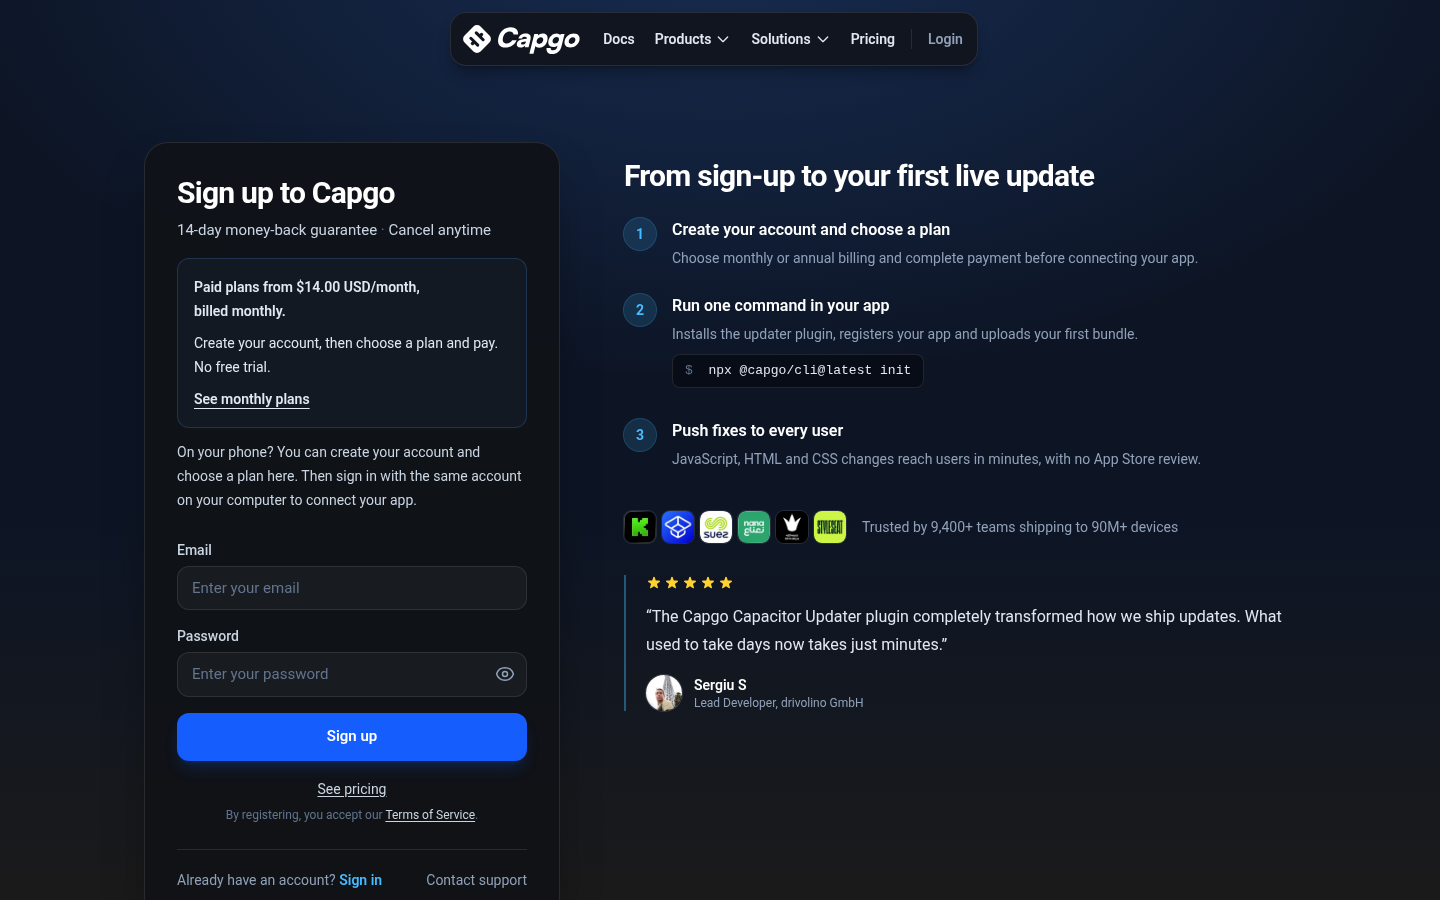 Capgo
Docs
Products
Solutions
Pricing
Login
Sign up to Capgo
14-day money-back guarantee · Cancel anytime
Paid plans from $14.00 USD/month,
billed monthly.
Create your account, then choose a plan and pay.
No free trial.
See monthly plans
On your phone? You can create your account and
choose a plan here. Then sign in with the same account
on your computer to connect your app.
Email
Enter your email
Password
Enter your password
Sign up
See pricing
By registering, you accept our Terms of Service.
Already have an account? Sign in
Contact support
From sign-up to your first live update
1
Create your account and choose a plan
Choose monthly or annual billing and complete payment before connecting your app.
2
Run one command in your app
Installs the updater plugin, registers your app and uploads your first bundle.
$ npx @capgo/cli@latest init
3
Push fixes to every user
JavaScript, HTML and CSS changes reach users in minutes, with no App Store review.
K
suez
nana
نعناع
STYLESEAT
Trusted by 9,400+ teams shipping to 90M+ devices
“The Capgo Capacitor Updater plugin completely transformed how we ship updates. What
used to take days now takes just minutes.”
Sergiu S
Lead Developer, drivolino GmbH